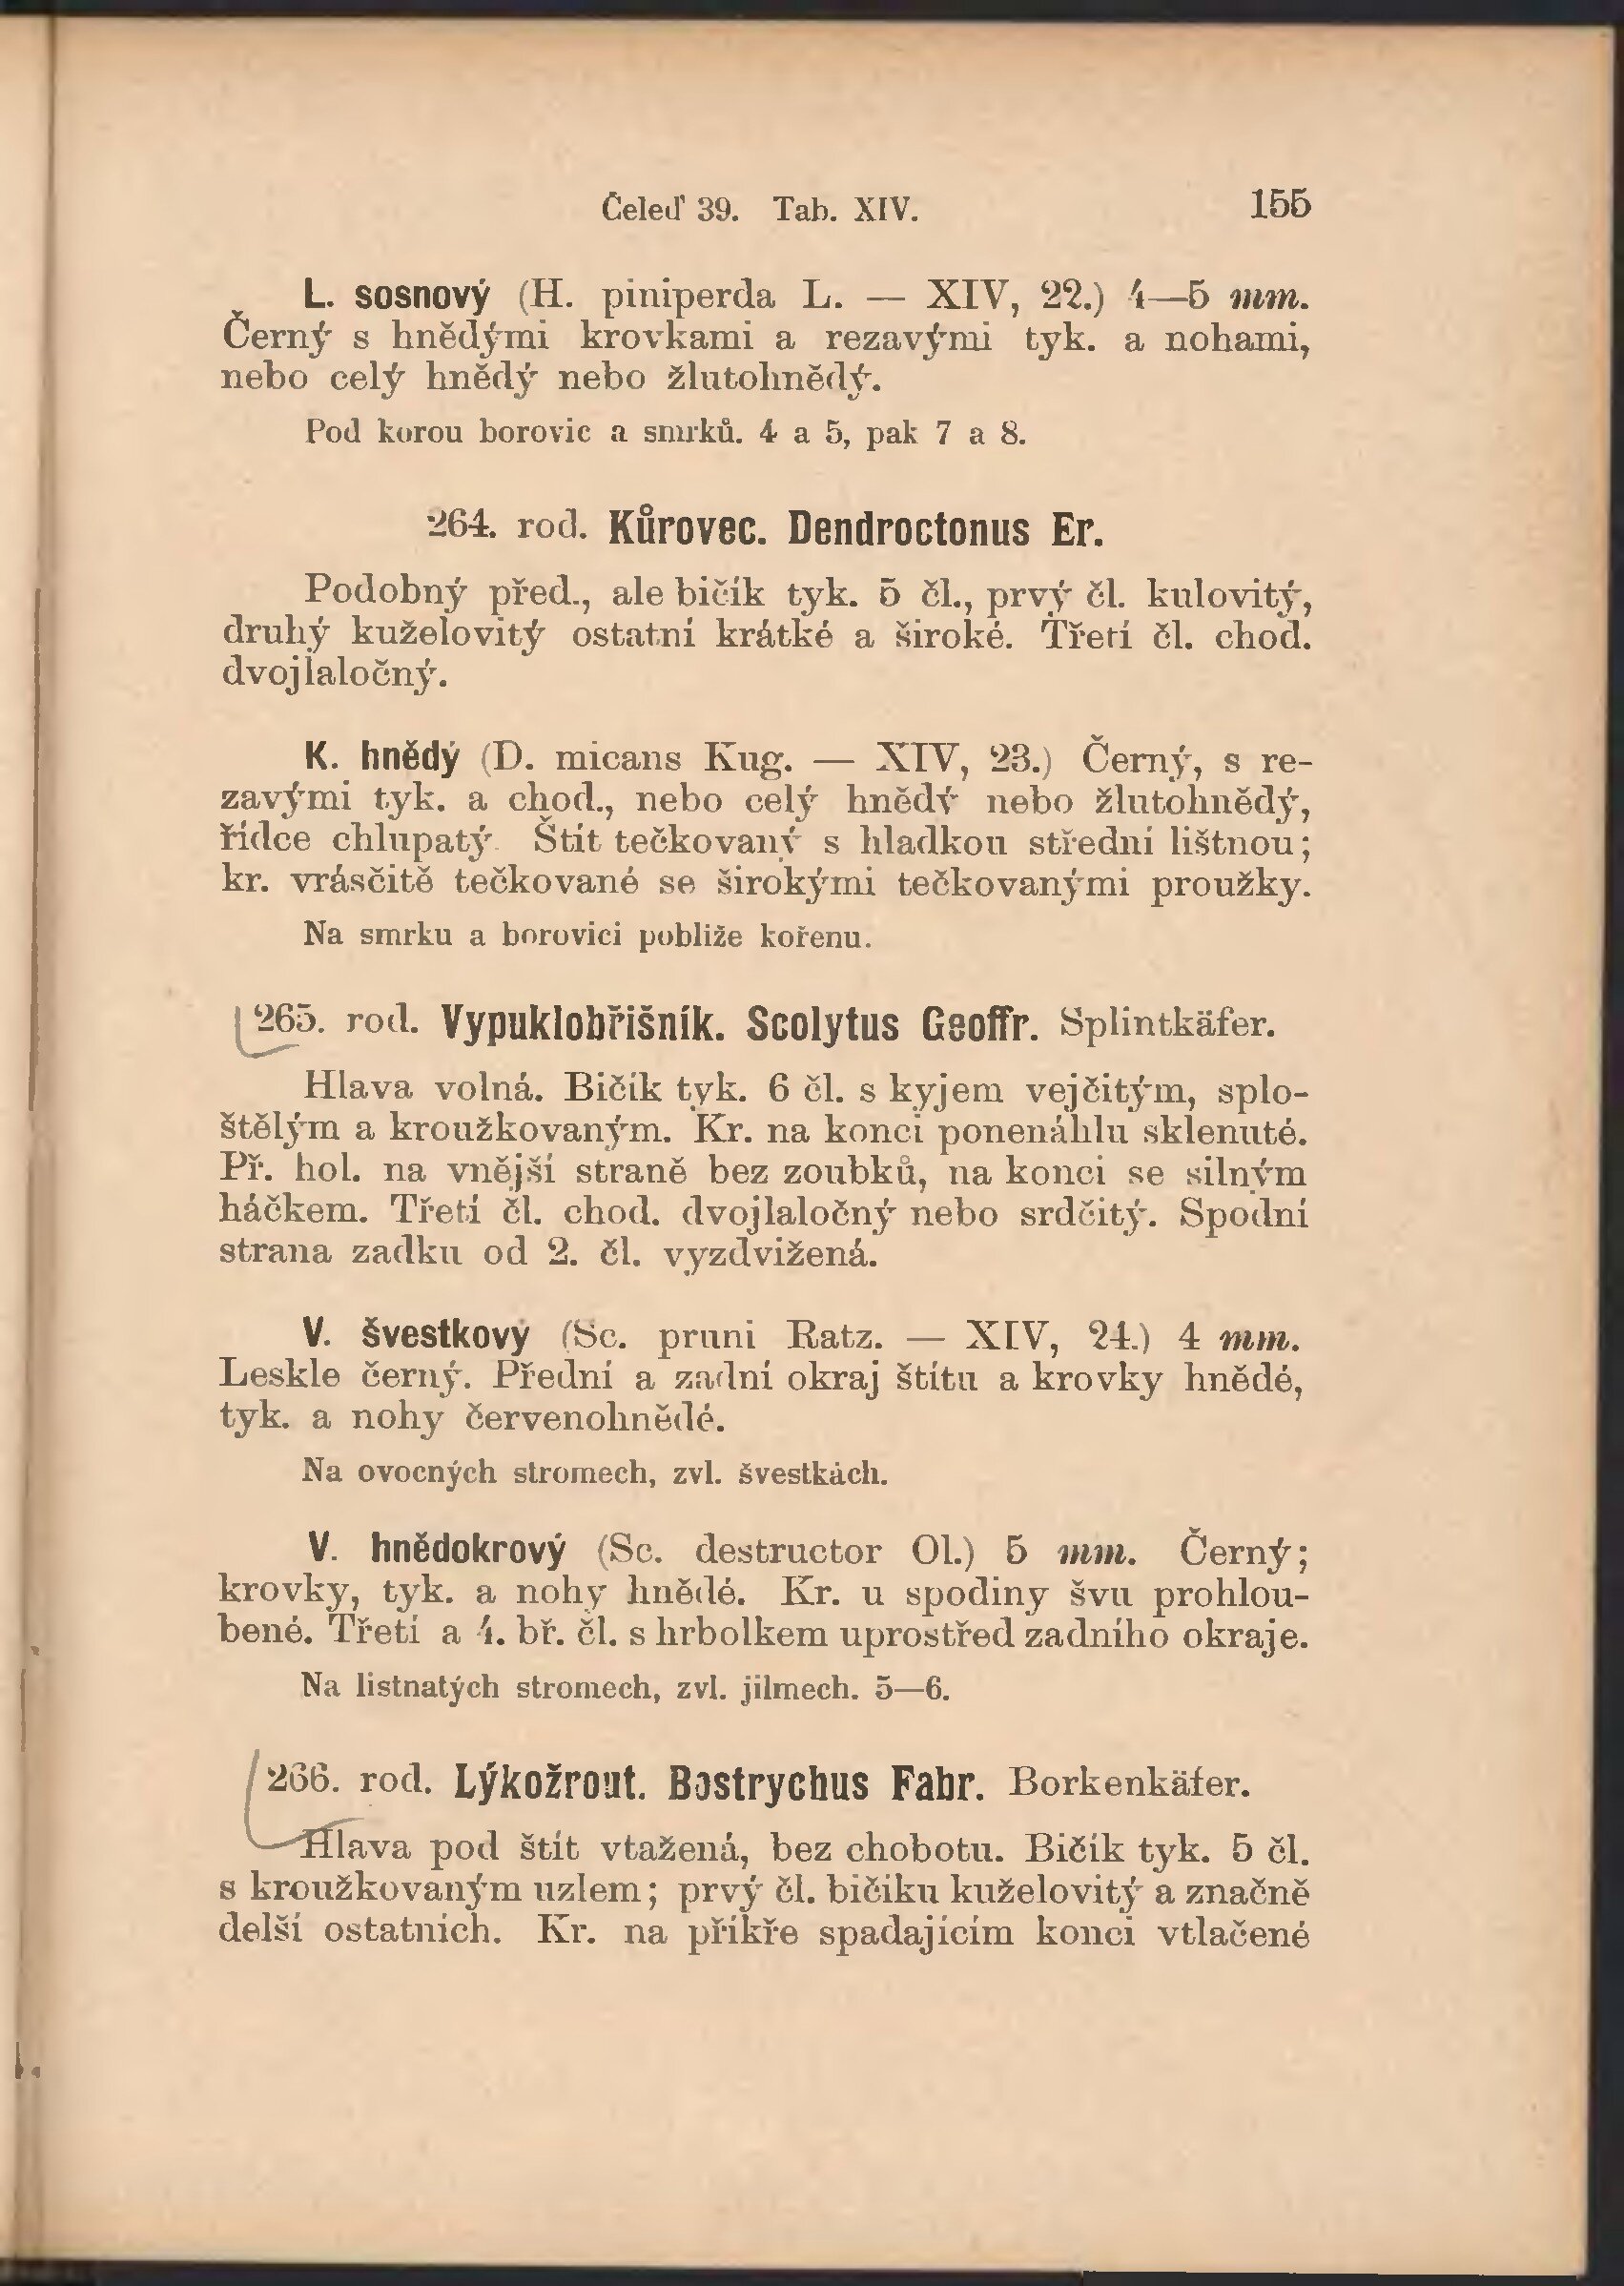 Čeleď 39. Tab. XIV.
155
L. sosnový (H. piniperda L. — XIV, 22.) 4—5 mm.
Černý s hnědými krovkami a rezavými tyk. a nohami,
nebo celý hnědý nebo žlutohnědý.
Pod korou borovic a smrků. 4 a 5, pak 7 a 8.
264. rod. Kůrovec. Dendroctonus Er.
Podobný před., ale bičík tyk. 5 čl., prvý čl. kulovitý,
druhý kuželovitý ostatní krátké a široké. Třetí čl. chod.
dvojlaločný.
K. hnědý (D. micans Kug. — XIV, 23.) Černý, s re-
zavými tyk. a chod., nebo celý hnědý nebo žlutohnědý,
řídce chlupatý. Štít tečkovaný s hladkou střední lištnou;
kr. vrásčitě tečkované se širokými tečkovanými proužky.
Na smrku a borovici poblíže kořenu.
265. rod. Vypuklobřišník. Scolytus Geoffr. Splintkäfer.
Hlava volná. Bičík tyk. 6 čl. s kyjem vejčitým, splo-
štělým a kroužkovaným. Kr. na konci ponenáhlu sklenuté.
Př. hol. na vnější straně bez zoubků, na konci se silným
háčkem. Třetí čl. chod. dvojlaločný nebo srdčitý. Spodní
strana zadku od 2. čl. vyzdvižená.
V. švestkový (Sc. pruni Ratz. — XIV, 24.) 4 mm.
Leskle černý. Přední a zadní okraj štítu a krovky hnědé,
tyk. a nohy červenohnědé.
Na ovocných stromech, zvl. švestkách.
V. hnědokrový (Sc. destructor Ol.) 5 mm. Černý;
krovky, tyk. a nohy hnědé. Kr. u spodiny švu prohlou-
bené. Třetí a 4. bř. čl. s hrbolkem uprostřed zadního okraje.
Na listnatých stromech, zvl. jilmech. 5—6.
266. rod. Lýkožrout. Bostrychus Fabr. Borkenkäfer.
Hlava pod štít vtažená, bez chobotu. Bičík tyk. 5 čl.
s kroužkovaným uzlem; prvý čl. bičíku kuželovitý a značně
delší ostatních. Kr. na příkře spadajícím konci vtlačené